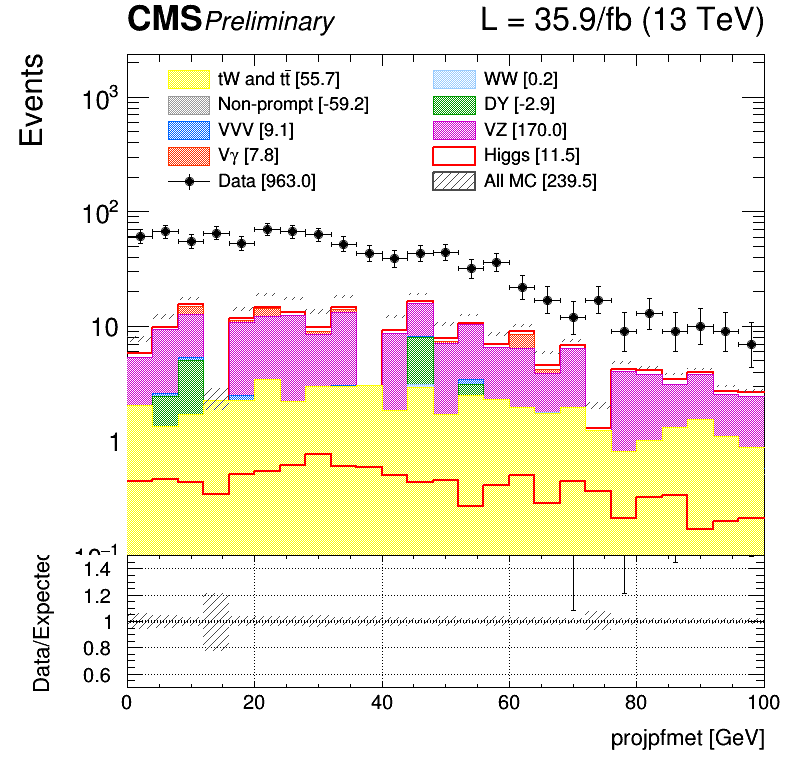 CMS Preliminary L = 35.9/fb (13 TeV)
Events
10³
10²
10
1
10⁻¹
tW and tt̄ [55.7]
WW [0.2]
Non-prompt [-59.2]
DY [-2.9]
VVV [9.1]
VZ [170.0]
Vγ [7.8]
Higgs [11.5]
Data [963.0]
All MC [239.5]
Data/Expected
1.4
1.2
1
0.8
0.6
0 20 40 60 80 100
projpfmet [GeV]